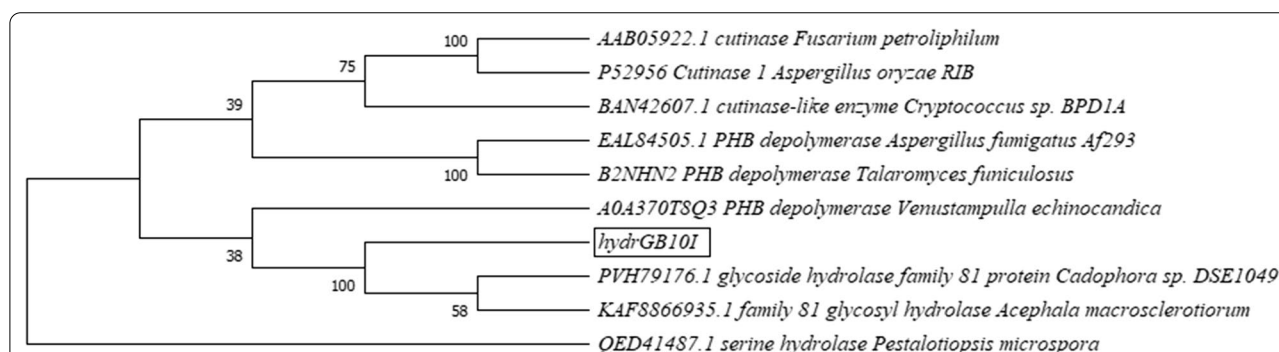 100
AAB05922.1 cutinase Fusarium petroliphilum
75
P52956 Cutinase 1 Aspergillus oryzae RIB
39
BAN42607.1 cutinase-like enzyme Cryptococcus sp. BPD1A
EAL84505.1 PHB depolymerase Aspergillus fumigatus Af293
100
B2NHN2 PHB depolymerase Talaromyces funiculosus
A0A370T8Q3 PHB depolymerase Venustampulla echinocandica
hydrGB10I
38
PVH79176.1 glycoside hydrolase family 81 protein Cadophora sp. DSE1049
100
KAF8866935.1 family 81 glycosyl hydrolase Acephala macrosclerotiorum
58
QED41487.1 serine hydrolase Pestalotiopsis microspora